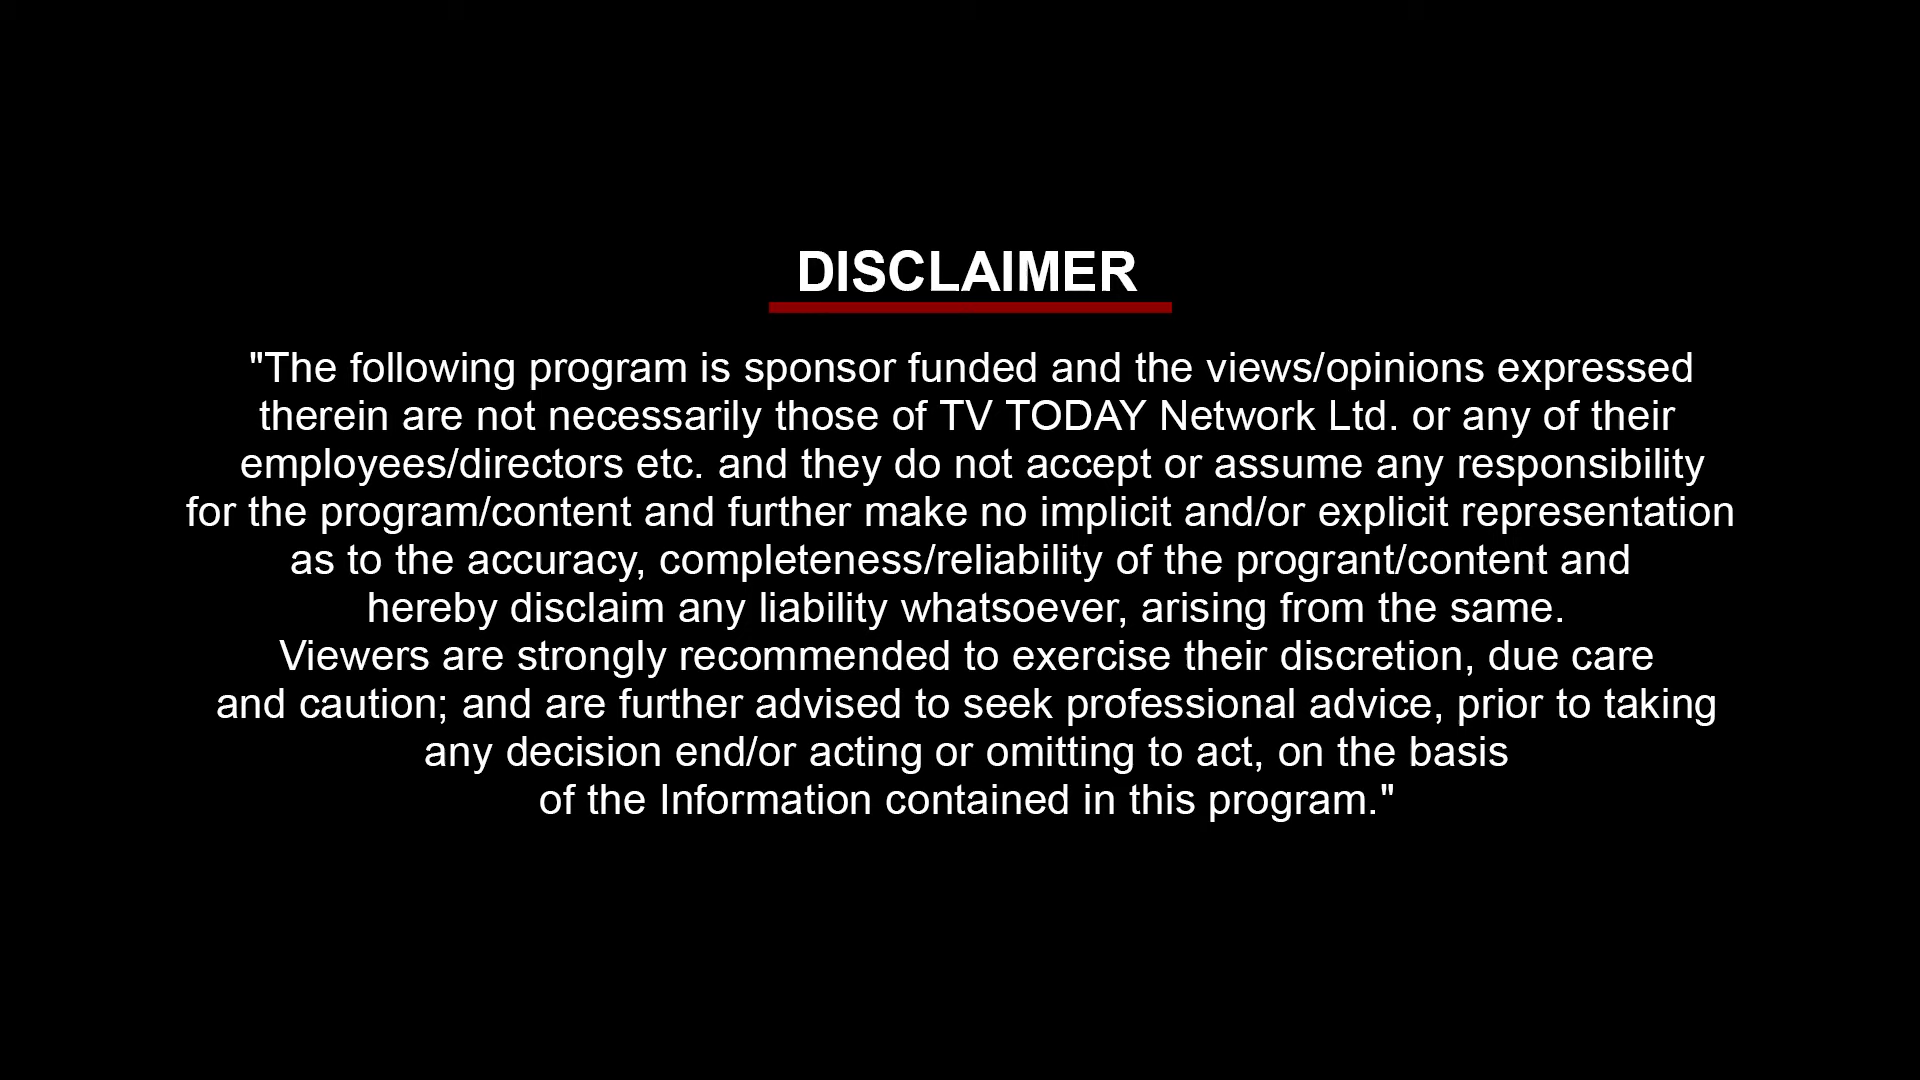 DISCLAIMER
"The following program is sponsor funded and the views/opinions expressed
therein are not necessarily those of TV TODAY Network Ltd. or any of their
employees/directors etc. and they do not accept or assume any responsibility
for the program/content and further make no implicit and/or explicit representation
as to the accuracy, completeness/reliability of the progrant/content and
hereby disclaim any liability whatsoever, arising from the same.
Viewers are strongly recommended to exercise their discretion, due care
and caution; and are further advised to seek professional advice, prior to taking
any decision end/or acting or omitting to act, on the basis
of the Information contained in this program."